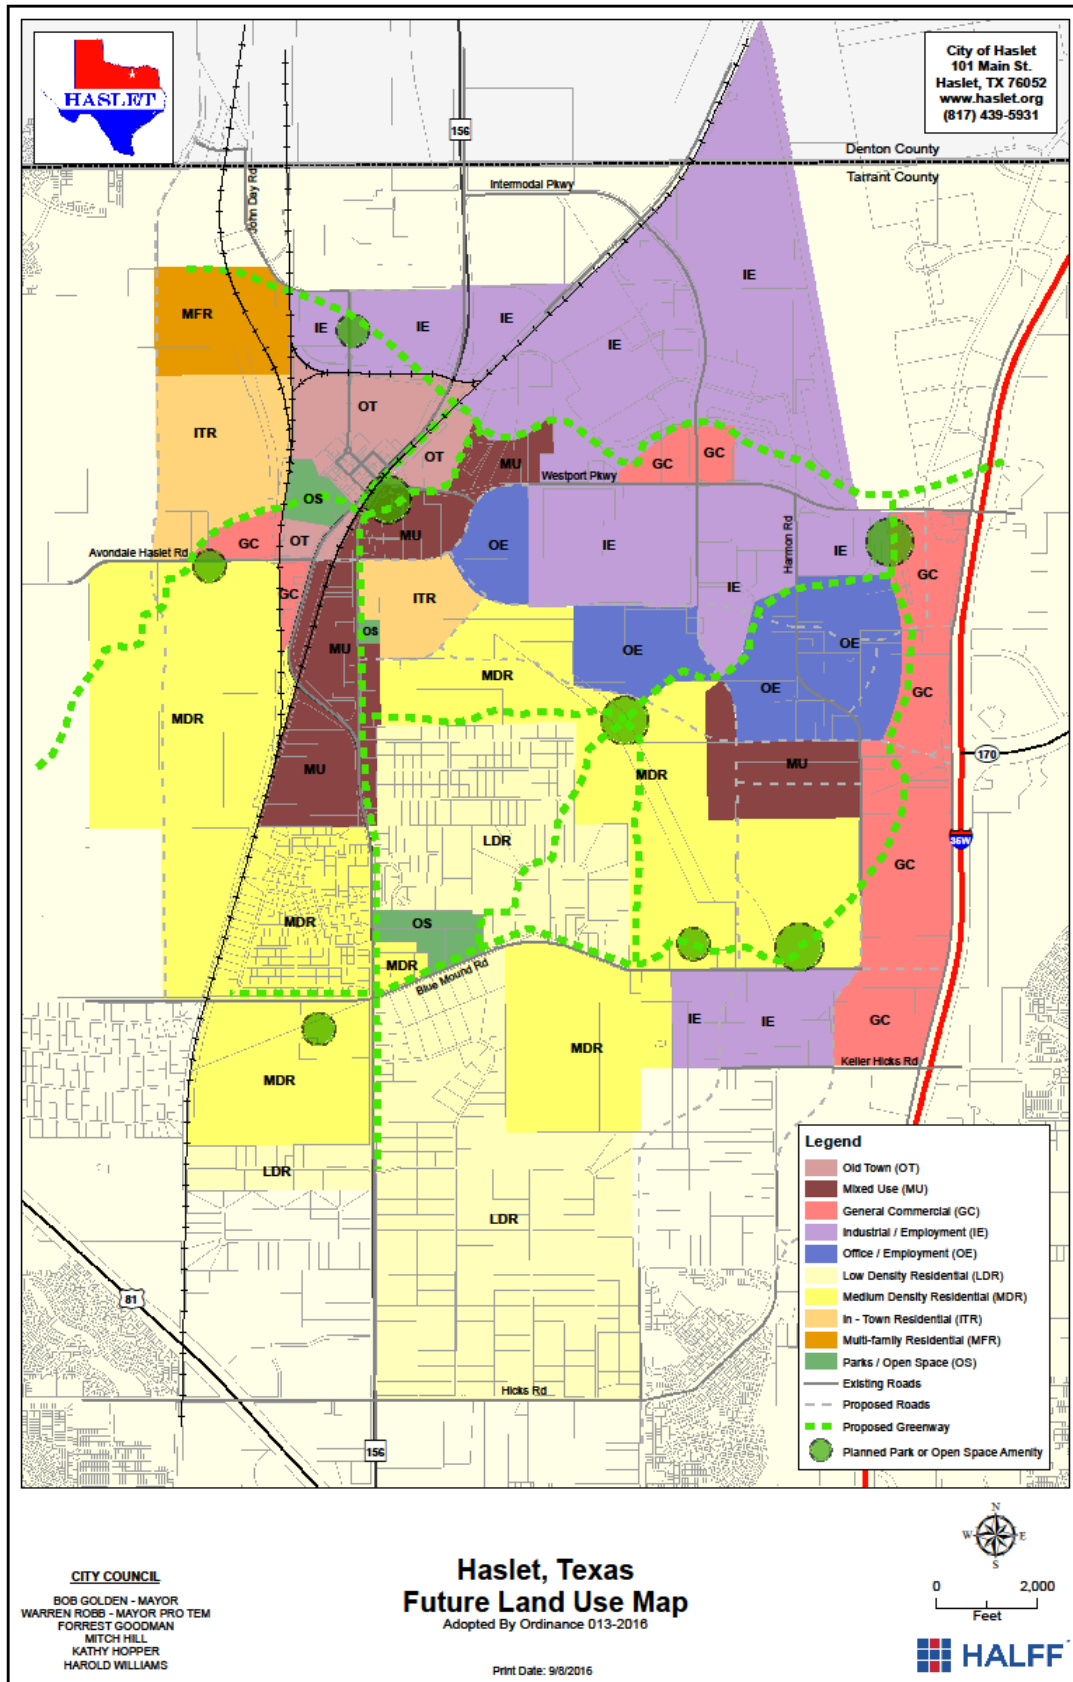 HASLET
City of Haslet
101 Main St.
Haslet, TX 76052
www.haslet.org
(817) 439-5931
156
Denton County
Tarrant County
John Day Rd
Intermodal Pkwy
IE
MFR
IE
IE
IE
IE
OT
ITR
OT
MU
GC
GC
Westport Pkwy
OS
MU
OE
IE
Harmon Rd
IE
GC
Avondale Haslet Rd
GC
OT
IE
GC
ITR
OS
MU
OE
OE
MDR
OE
GC
MDR
MU
MDR
MU
170
LDR
35W
GC
MDR
OS
MDR
Blue Mound Rd
IE
IE
GC
MDR
Keller Hicks Rd
MDR
LDR
LDR
81
Hicks Rd
156
Legend
Old Town (OT)
Mixed Use (MU)
General Commercial (GC)
Industrial / Employment (IE)
Office / Employment (OE)
Low Density Residential (LDR)
Medium Density Residential (MDR)
In - Town Residential (ITR)
Multi-family Residential (MFR)
Parks / Open Space (OS)
Existing Roads
Proposed Roads
Proposed Greenway
Planned Park or Open Space Amenity
N
W
E
S
0
2,000
Feet
CITY COUNCIL
BOB GOLDEN - MAYOR
WARREN ROBB - MAYOR PRO TEM
FORREST GOODMAN
MITCH HILL
KATHY HOPPER
HAROLD WILLIAMS
Haslet, Texas
Future Land Use Map
Adopted By Ordinance 013-2016
Print Date: 9/8/2016
HALFF